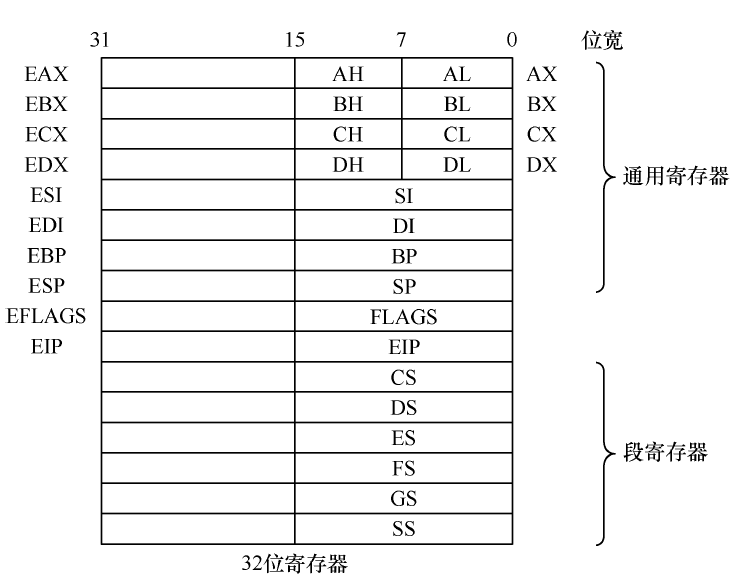 31 15 7 0 位宽
EAX AH AL AX
EBX BH BL BX
ECX CH CL CX
EDX DH DL DX
通用寄存器
ESI SI
EDI DI
EBP BP
ESP SP
EFLAGS FLAGS
EIP EIP
CS
DS
ES
段寄存器
FS
GS
SS
32位寄存器